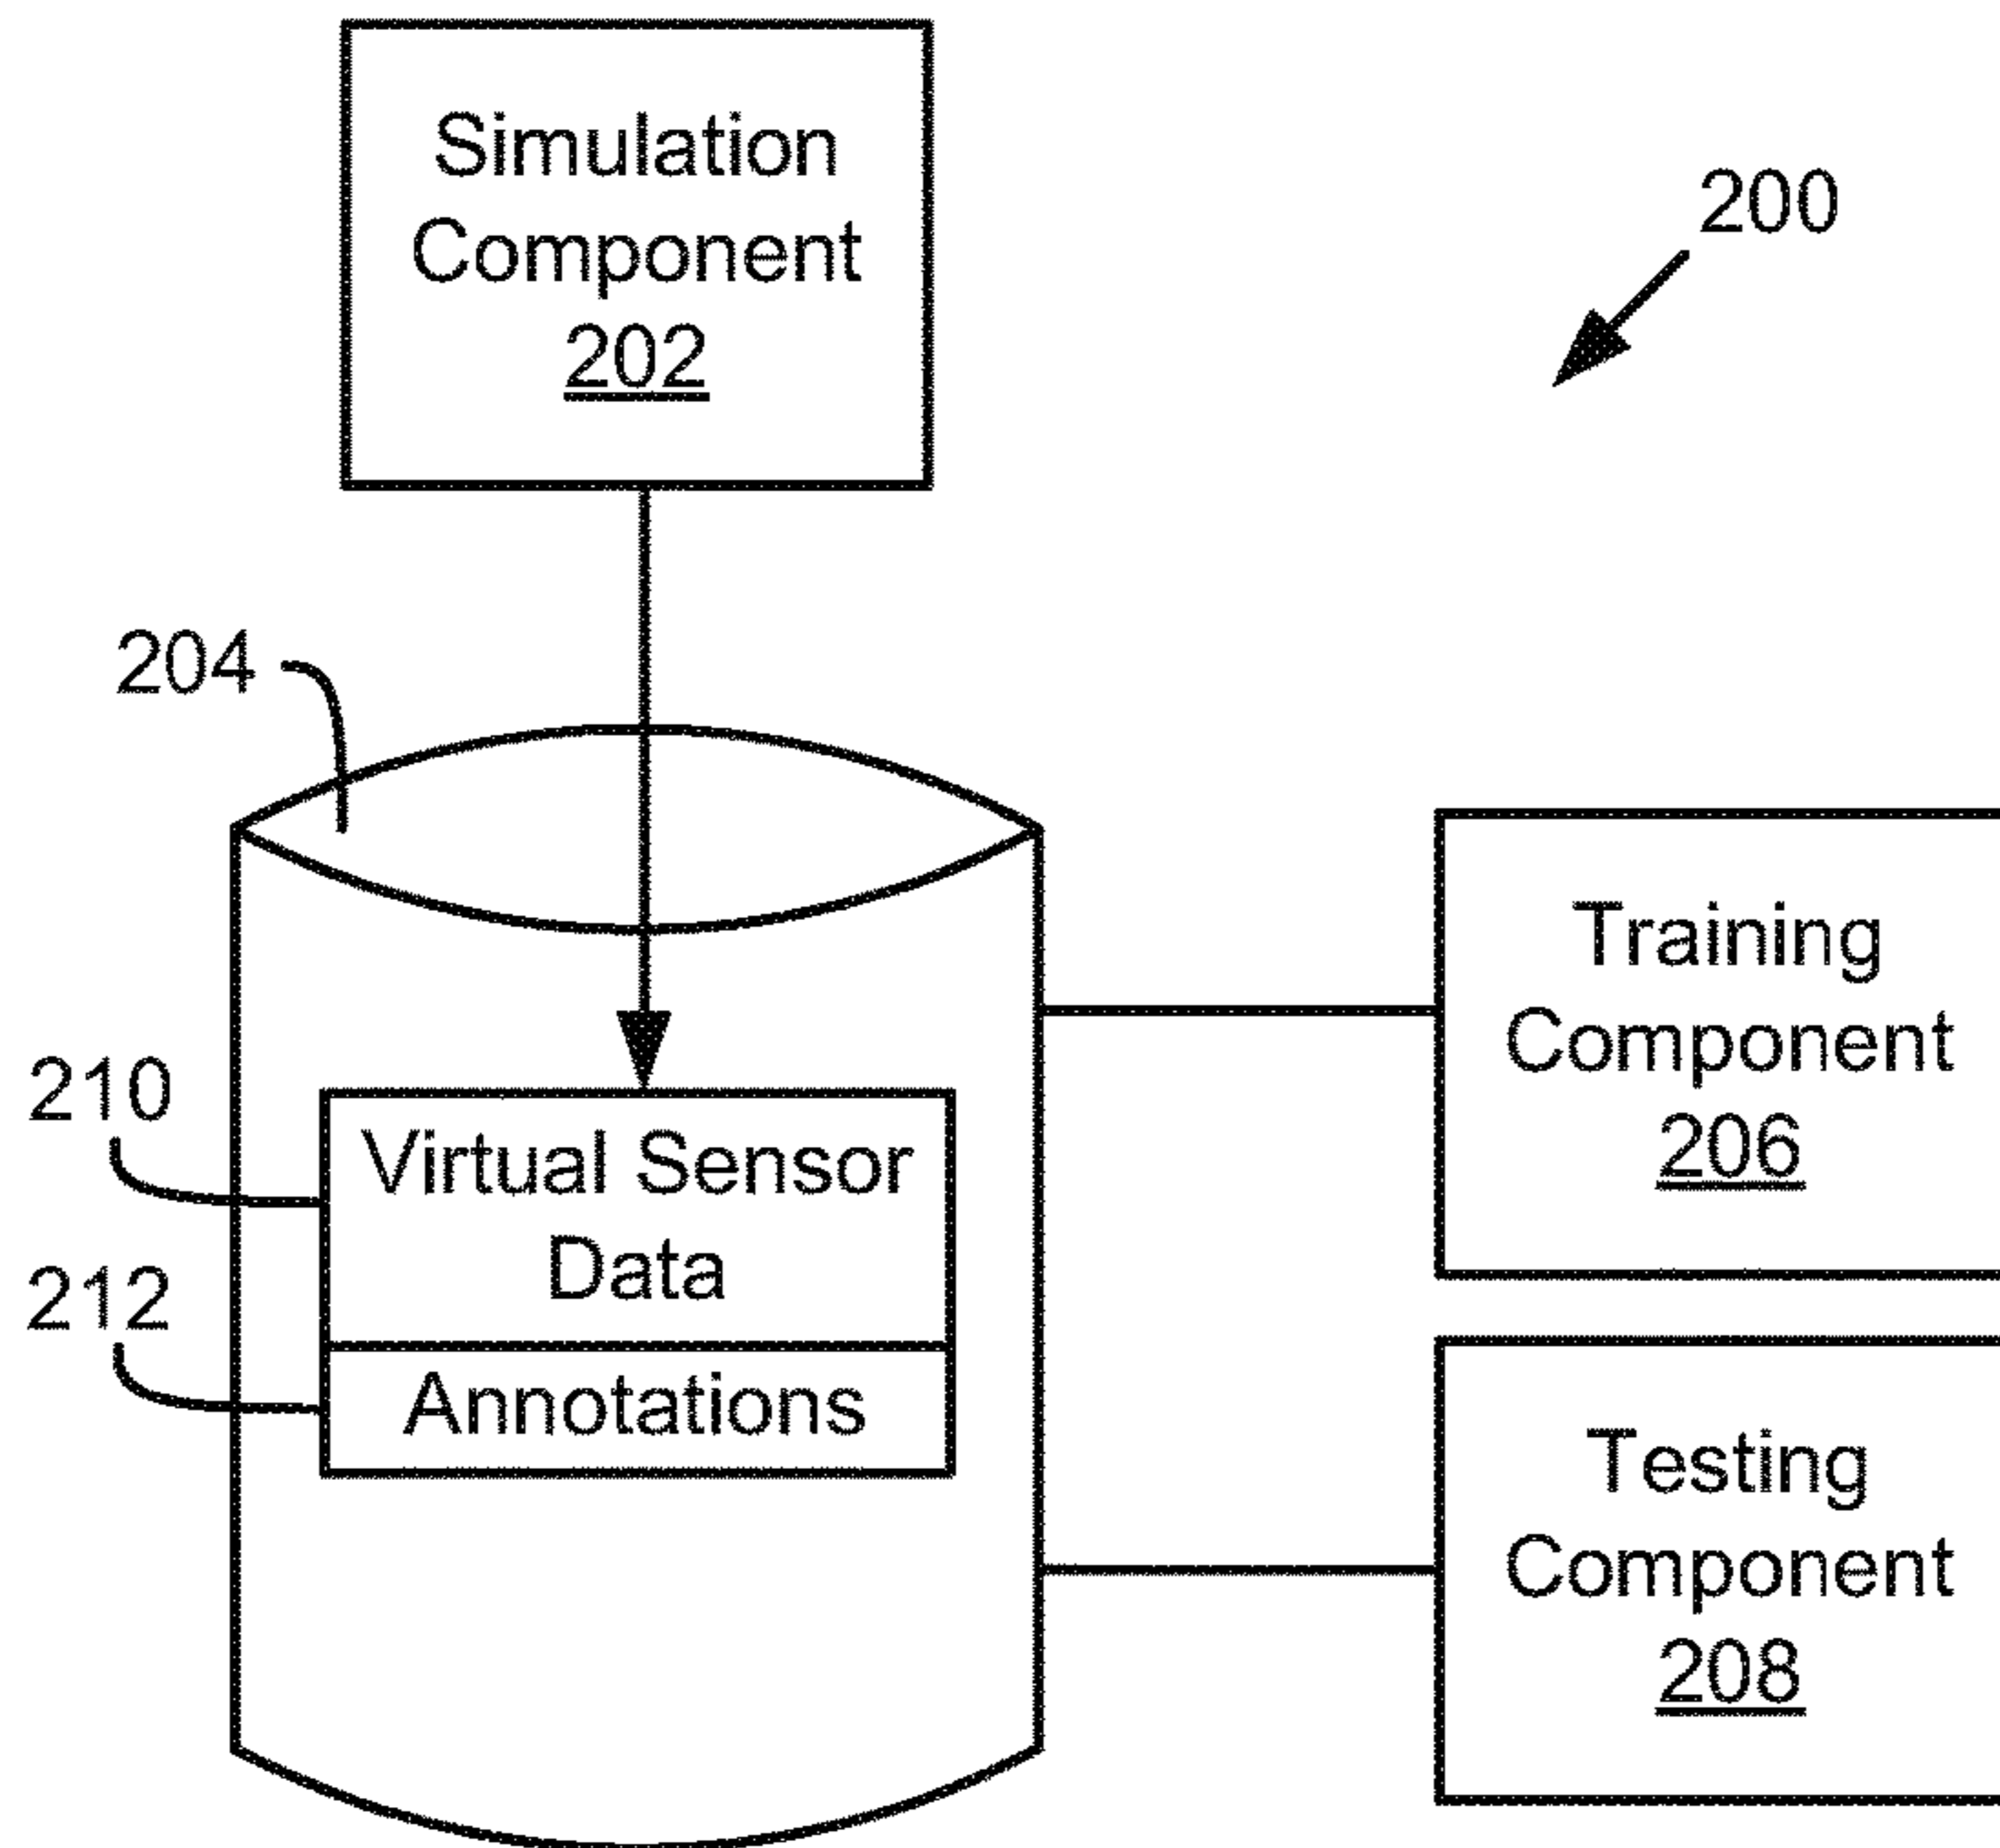 Simulation
Component
202
200
204
Training
Component
206
210
Virtual Sensor
Data
212
Annotations
Testing
Component
208